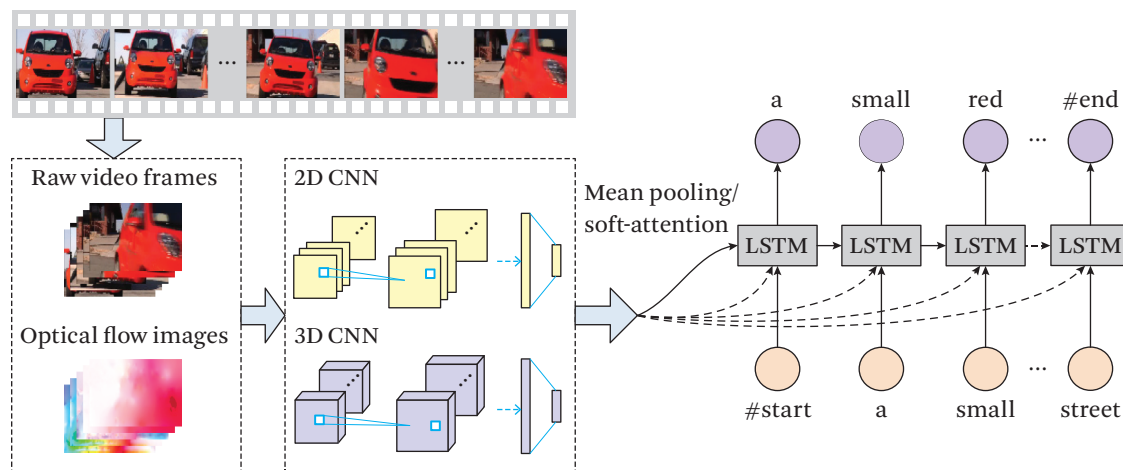 ... ...
a small red #end
...
Raw video frames
2D CNN
Mean pooling/
soft-attention
LSTM LSTM LSTM LSTM
Optical flow images
3D CNN
...
#start a small street